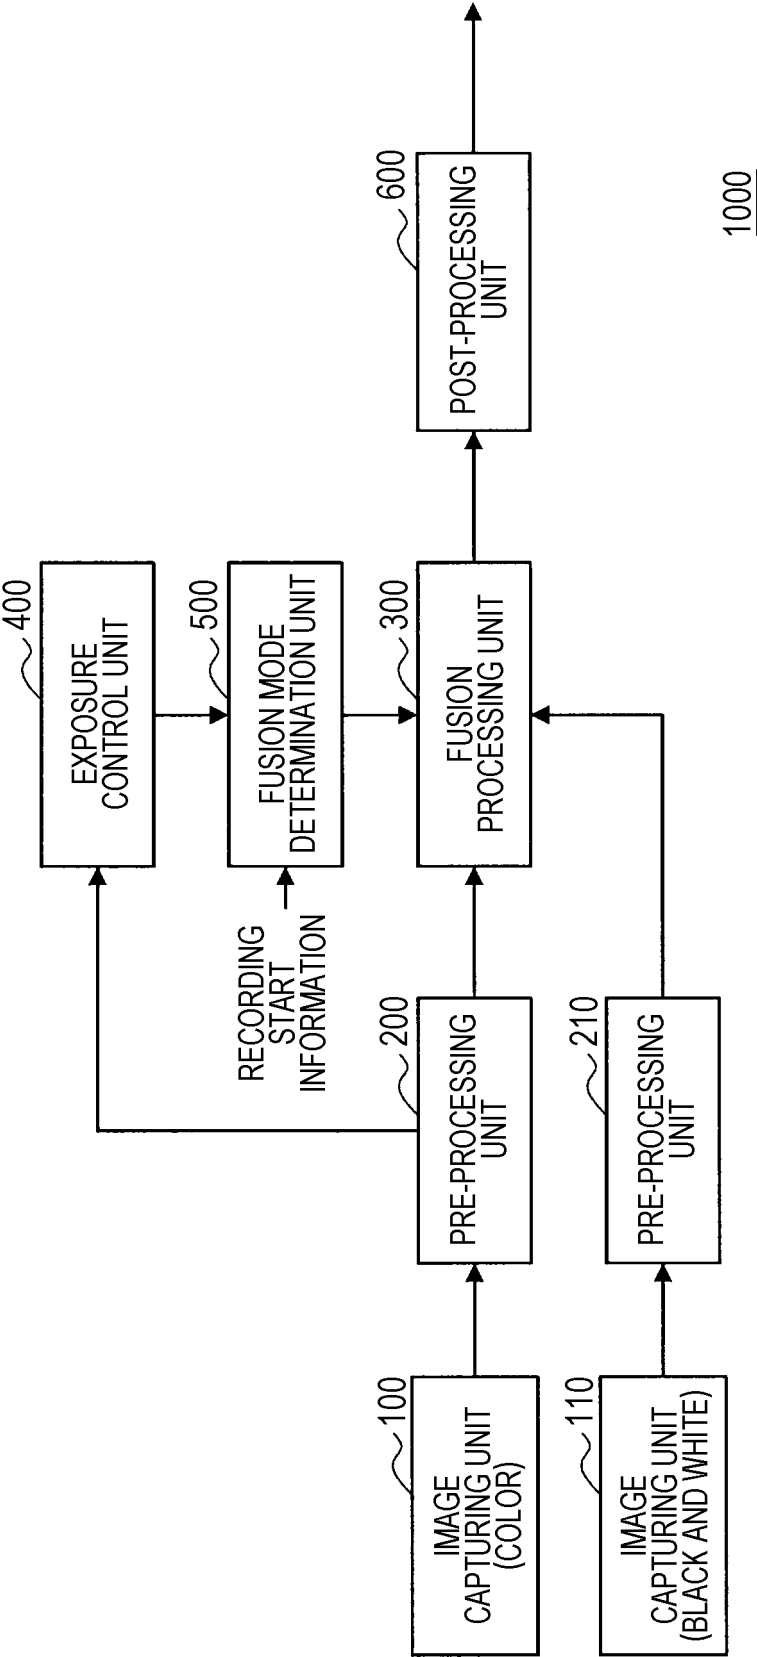 400
EXPOSURE
CONTROL UNIT
500
FUSION MODE
DETERMINATION UNIT
RECORDING
START
INFORMATION
100
IMAGE
CAPTURING UNIT
(COLOR)
200
PRE-PROCESSING
UNIT
300
FUSION
PROCESSING UNIT
600
POST-PROCESSING
UNIT
110
IMAGE
CAPTURING UNIT
(BLACK AND WHITE)
210
PRE-PROCESSING
UNIT
1000